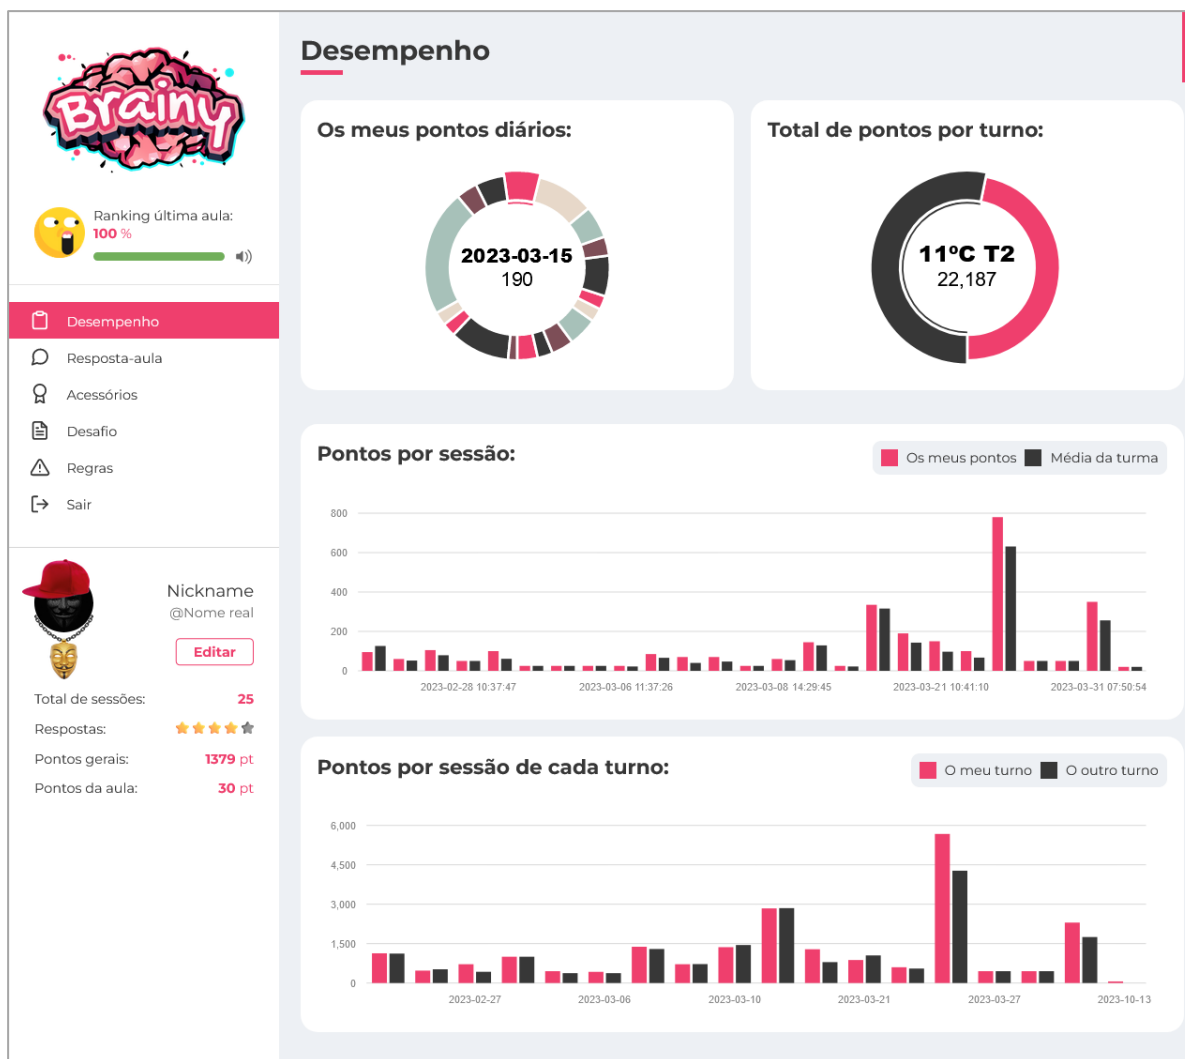 Brainy
Ranking última aula:
100 %
Desempenho
Resposta-aula
Acessórios
Desafio
Regras
Sair
Nickname
@Nome real
Editar
Total de sessões: 25
Respostas:
Pontos gerais: 1379 pt
Pontos da aula: 30 pt
Desempenho
Os meus pontos diários:
2023-03-15
190
Total de pontos por turno:
11ºC T2
22,187
Pontos por sessão:
Os meus pontos Média da turma
800
600
400
200
0
2023-02-28 10:37:47 2023-03-06 11:37:26 2023-03-08 14:29:45 2023-03-21 10:41:10 2023-03-31 07:50:54
Pontos por sessão de cada turno:
O meu turno O outro turno
6,000
4,500
3,000
1,500
0
2023-02-27 2023-03-06 2023-03-10 2023-03-21 2023-03-27 2023-10-13